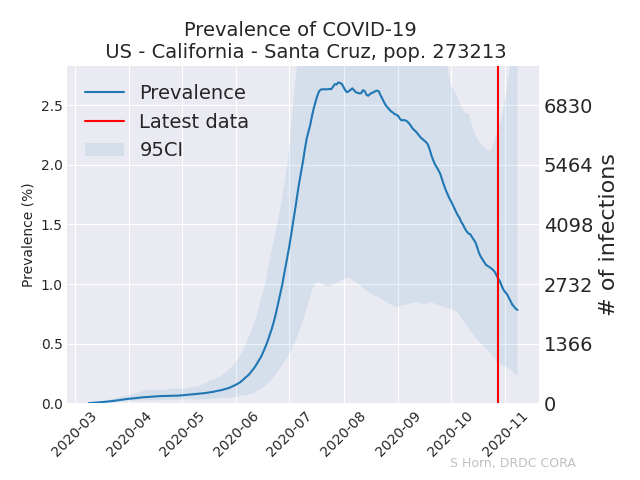 Prevalence of COVID-19
US - California - Santa Cruz, pop. 273213
Prevalence
Latest data
95CI
Prevalence (%)
2.5
2.0
1.5
1.0
0.5
0.0
6830
5464
4098
2732
1366
0
# of infections
2020-03
2020-04
2020-05
2020-06
2020-07
2020-08
2020-09
2020-10
2020-11
S Horn, DRDC CORA